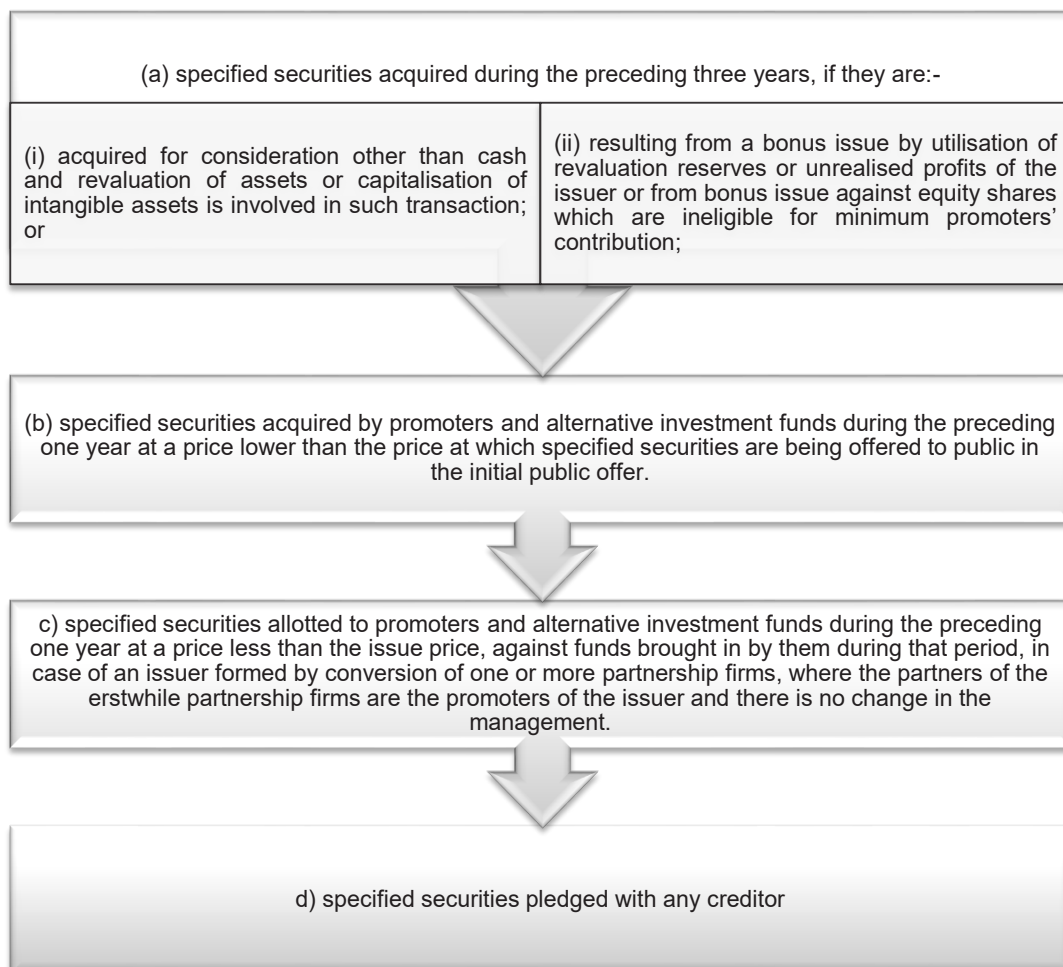 (a) specified securities acquired during the preceding three years, if they are:-
(i) acquired for consideration other than cash
and revaluation of assets or capitalisation of
intangible assets is involved in such transaction;
or
(ii) resulting from a bonus issue by utilisation of
revaluation reserves or unrealised profits of the
issuer or from bonus issue against equity shares
which are ineligible for minimum promoters’
contribution;
(b) specified securities acquired by promoters and alternative investment funds during the preceding
one year at a price lower than the price at which specified securities are being offered to public in
the initial public offer.
c) specified securities allotted to promoters and alternative investment funds during the preceding
one year at a price less than the issue price, against funds brought in by them during that period, in
case of an issuer formed by conversion of one or more partnership firms, where the partners of the
erstwhile partnership firms are the promoters of the issuer and there is no change in the
management.
d) specified securities pledged with any creditor